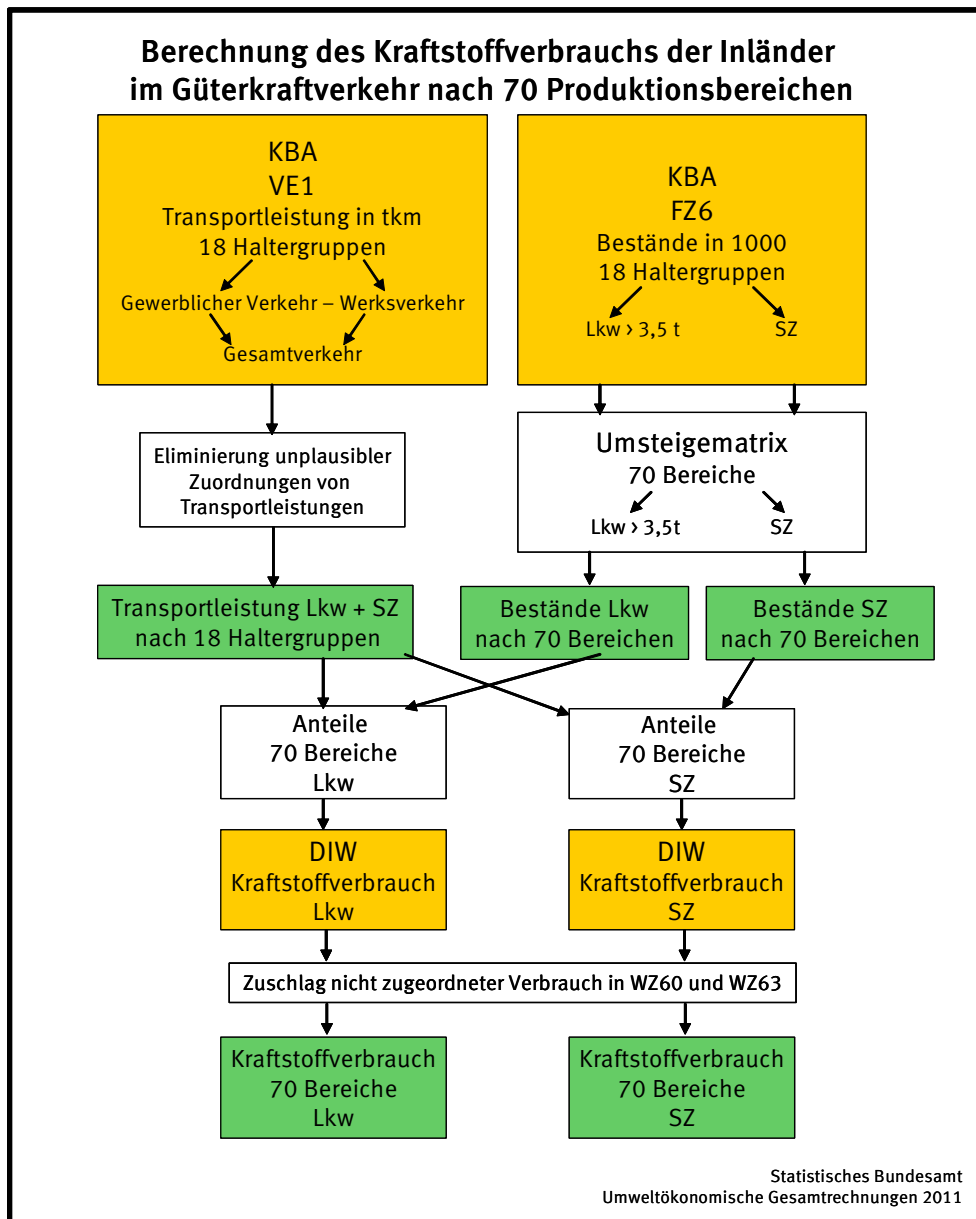 Berechnung des Kraftstoffverbrauchs der Inländer
im Güterkraftverkehr nach 70 Produktionsbereichen
KBA
VE1
Transportleistung in tkm
18 Haltergruppen
Gewerblicher Verkehr – Werksverkehr
Gesamtverkehr
KBA
FZ6
Bestände in 1000
18 Haltergruppen
Lkw > 3,5 t
SZ
Eliminierung unplausibler
Zuordnungen von
Transportleistungen
Umsteigematrix
70 Bereiche
Lkw > 3,5t
SZ
Transportleistung Lkw + SZ
nach 18 Haltergruppen
Bestände Lkw
nach 70 Bereichen
Bestände SZ
nach 70 Bereichen
Anteile
70 Bereiche
Lkw
Anteile
70 Bereiche
SZ
DIW
Kraftstoffverbrauch
Lkw
DIW
Kraftstoffverbrauch
SZ
Zuschlag nicht zugeordneter Verbrauch in WZ60 und WZ63
Kraftstoffverbrauch
70 Bereiche
Lkw
Kraftstoffverbrauch
70 Bereiche
SZ
Statistisches Bundesamt
Umweltökonomische Gesamtrechnungen 2011